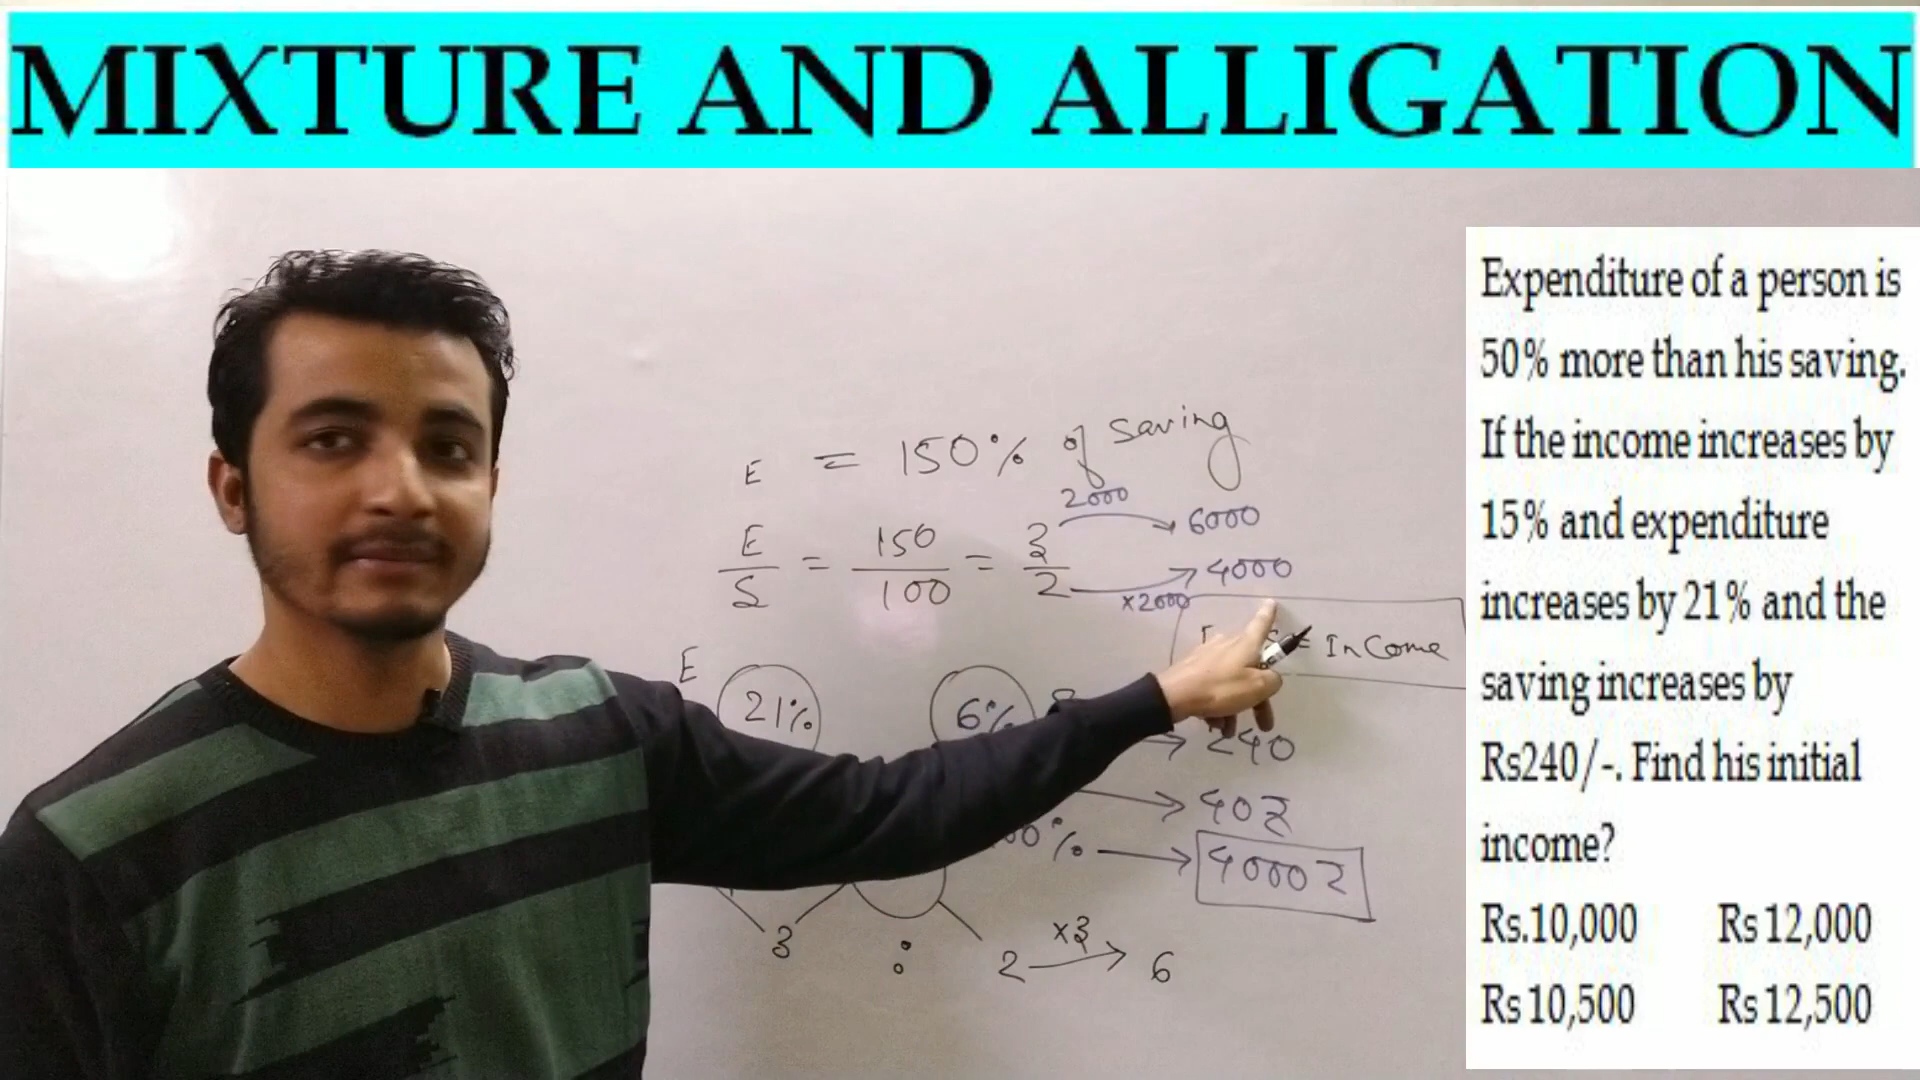 MIXTURE AND ALLIGATION
E = 150% of saving
E/S = 150/100 = 3/2
2000
6000
×2000
4000
= InCome
E
21%
6%
240
40₹
00%
4000₹
3 : 2
×3
6
Expenditure of a person is
50% more than his saving.
If the income increases by
15% and expenditure
increases by 21% and the
saving increases by
Rs240/-. Find his initial
income?
Rs.10,000 Rs 12,000
Rs 10,500 Rs 12,500